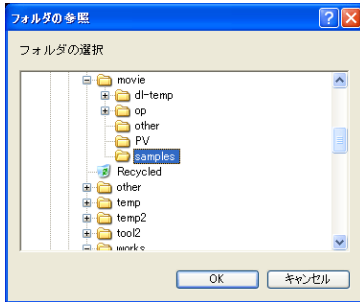 フォルダの参照
フォルダの選択
movie
dl-temp
op
other
PV
samples
Recycled
other
temp
temp2
tool2
works
OK
キャンセル